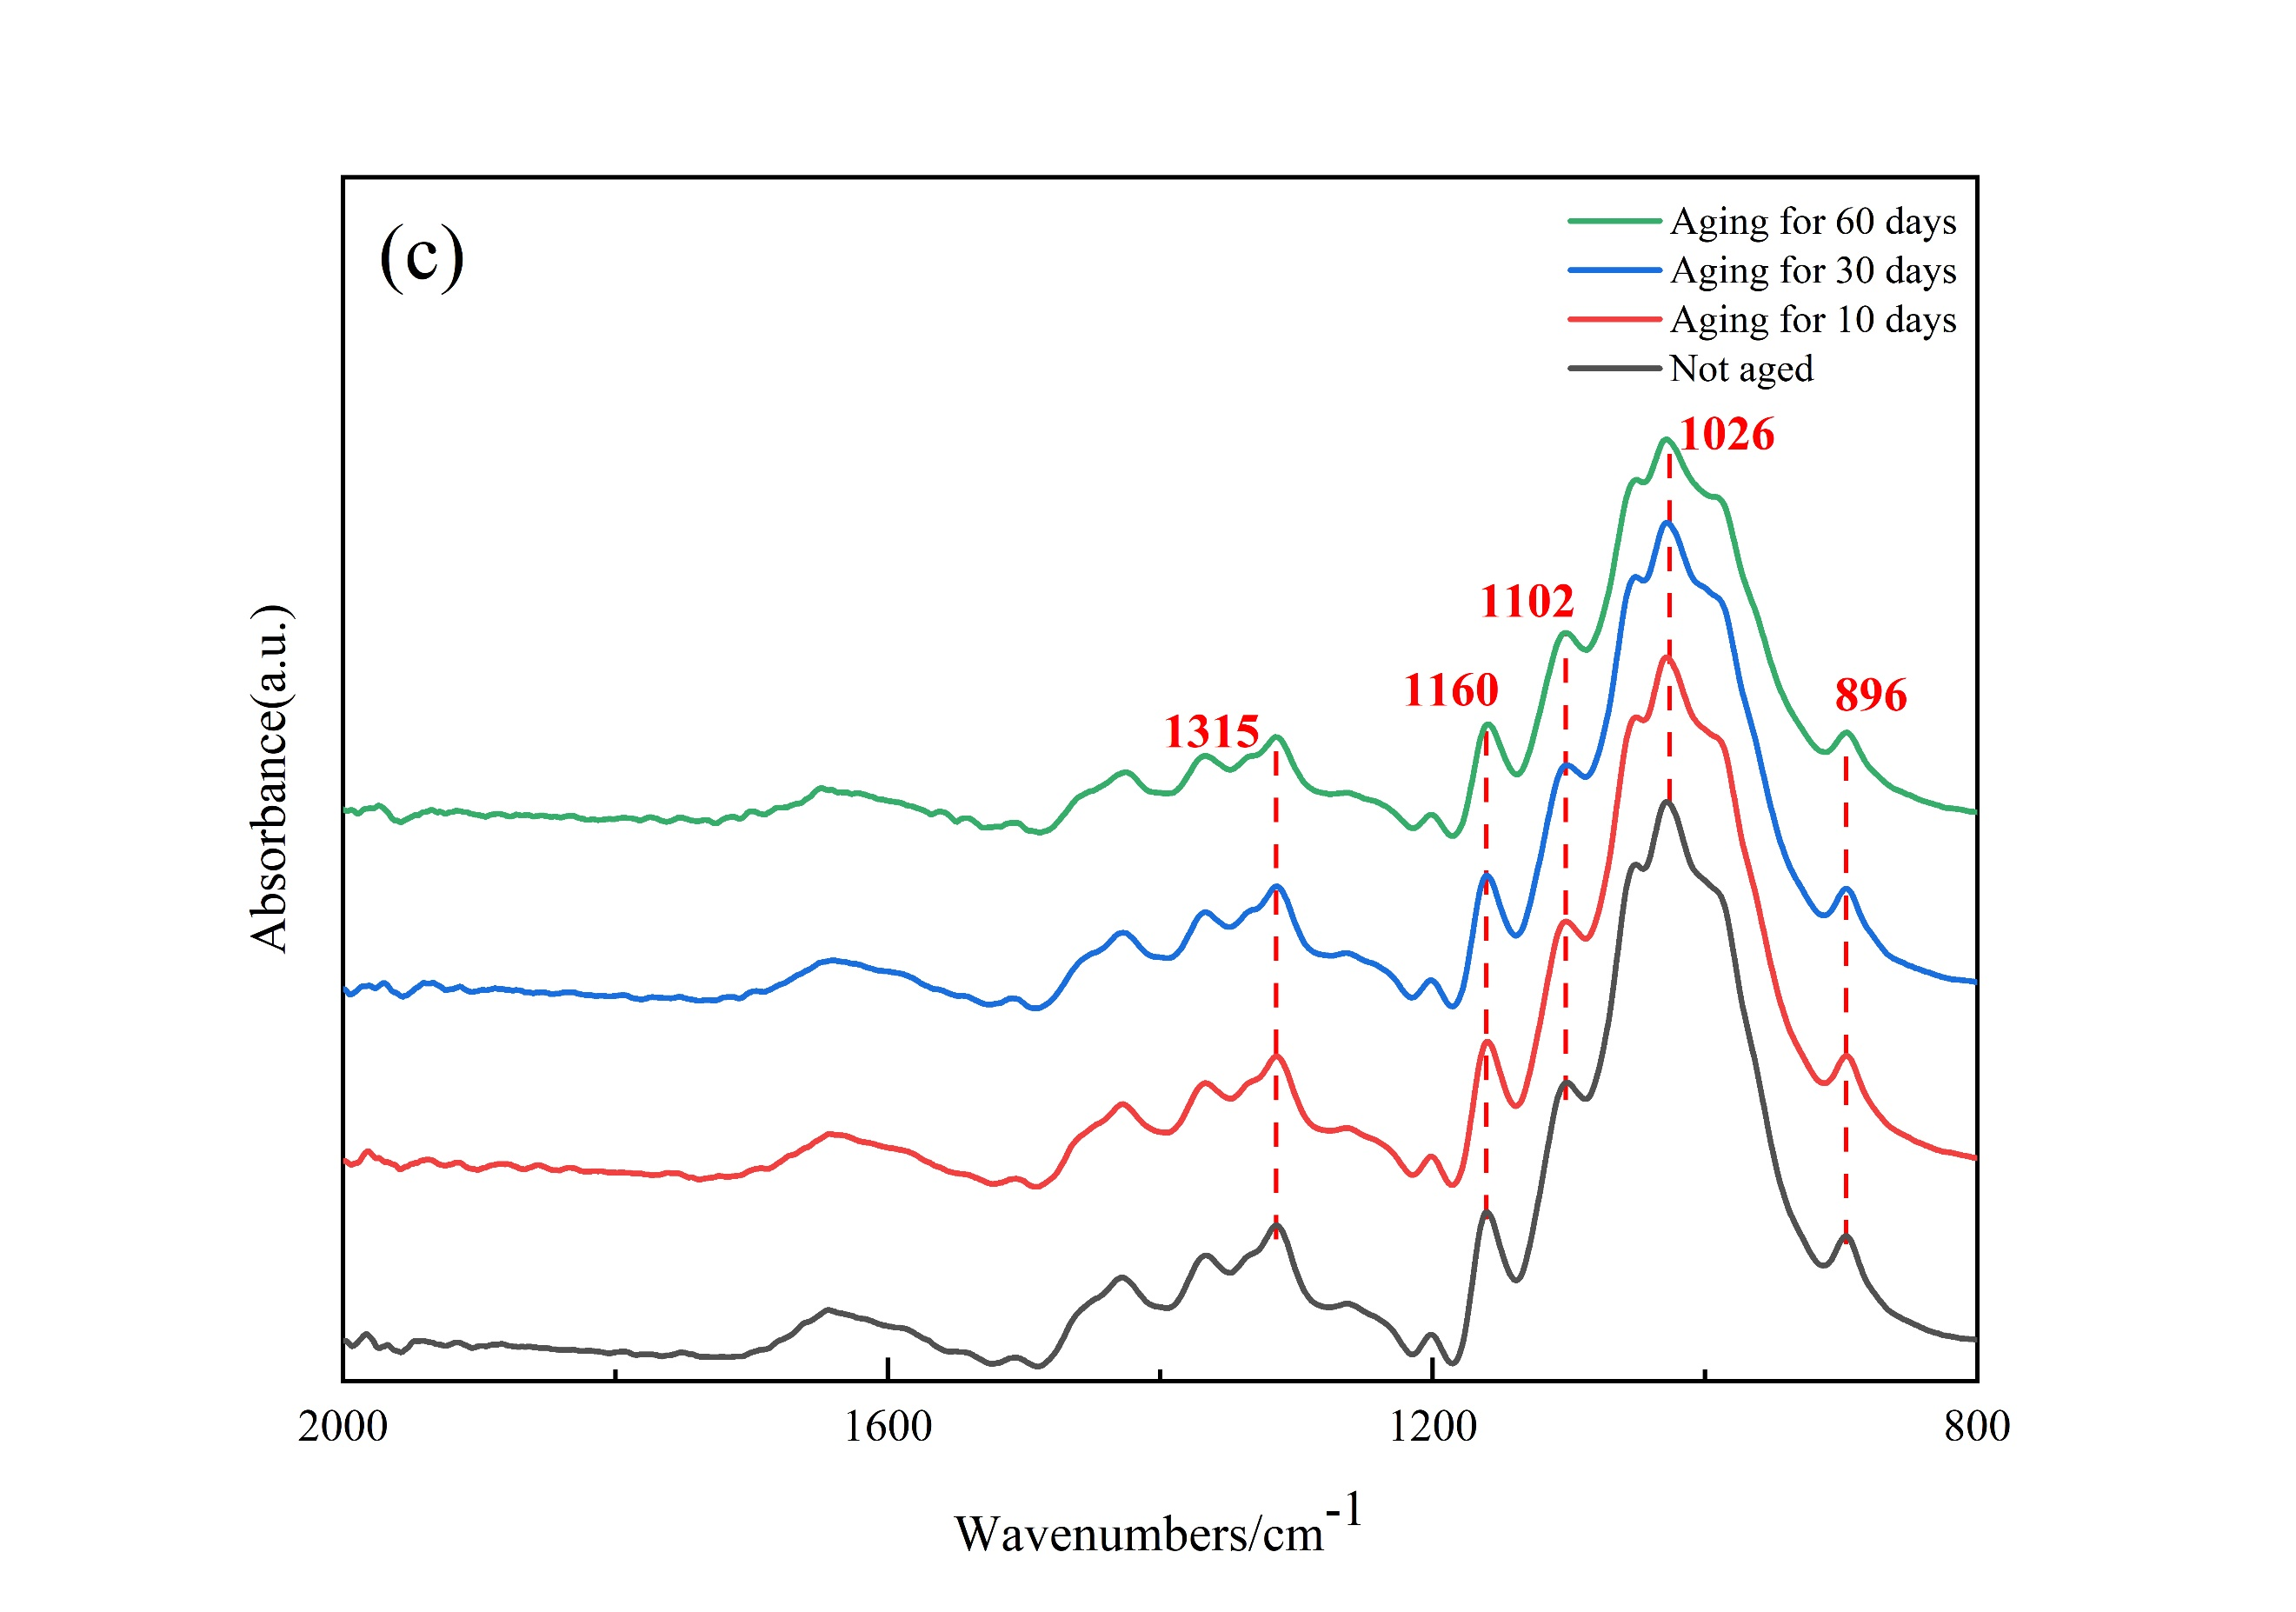 (c)
Aging for 60 days
Aging for 30 days
Aging for 10 days
Not aged
1026
1102
1160
896
1315
Absorbance(a.u.)
2000
1600
1200
800
Wavenumbers/cm⁻¹